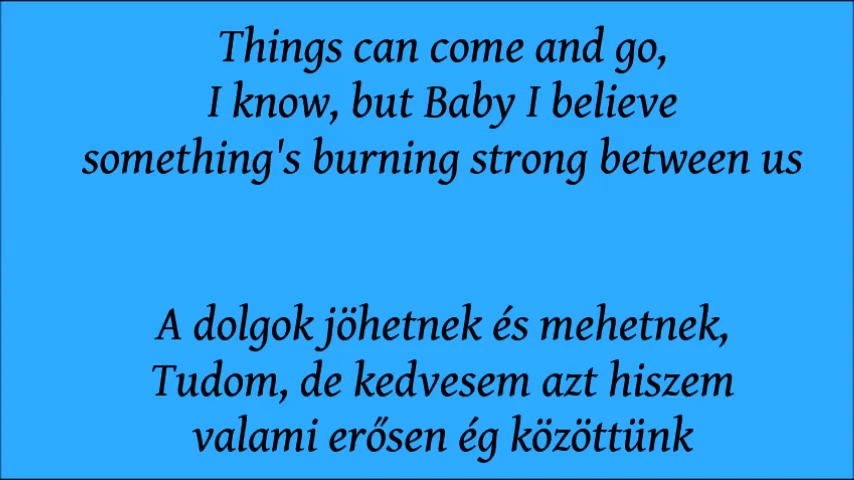 Things can come and go,
I know, but Baby I believe
something's burning strong between us
A dolgok jöhetnek és mehetnek,
Tudom, de kedvesem azt hiszem
valami erősen ég közöttünk